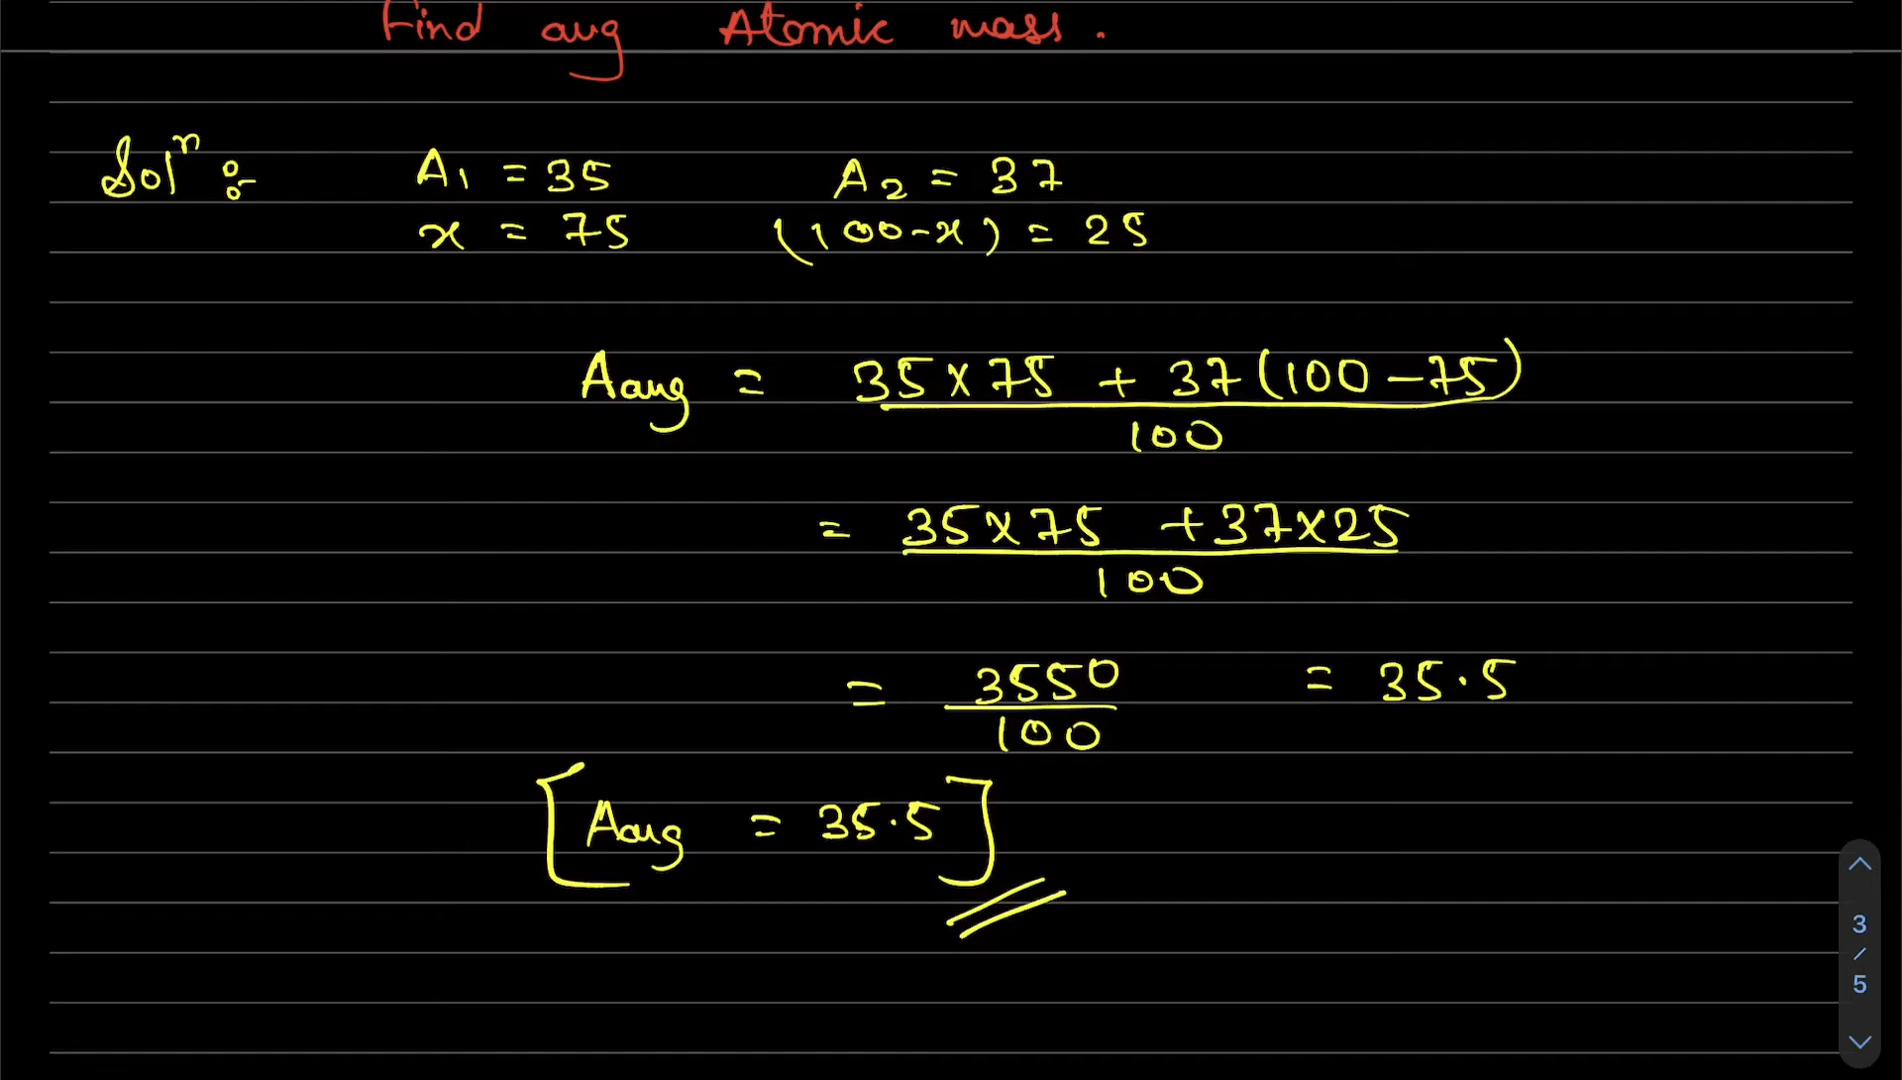 Find avg Atomic mass.
Solⁿ :- A₁ = 35 A₂ = 37
x = 75 (100-x) = 25
Aavg = 35 x 75 + 37 (100 - 75)
100
= 35 x 75 + 37 x 25
100
= 3550 = 35.5
100
[Aavg = 35.5]
3
/
5